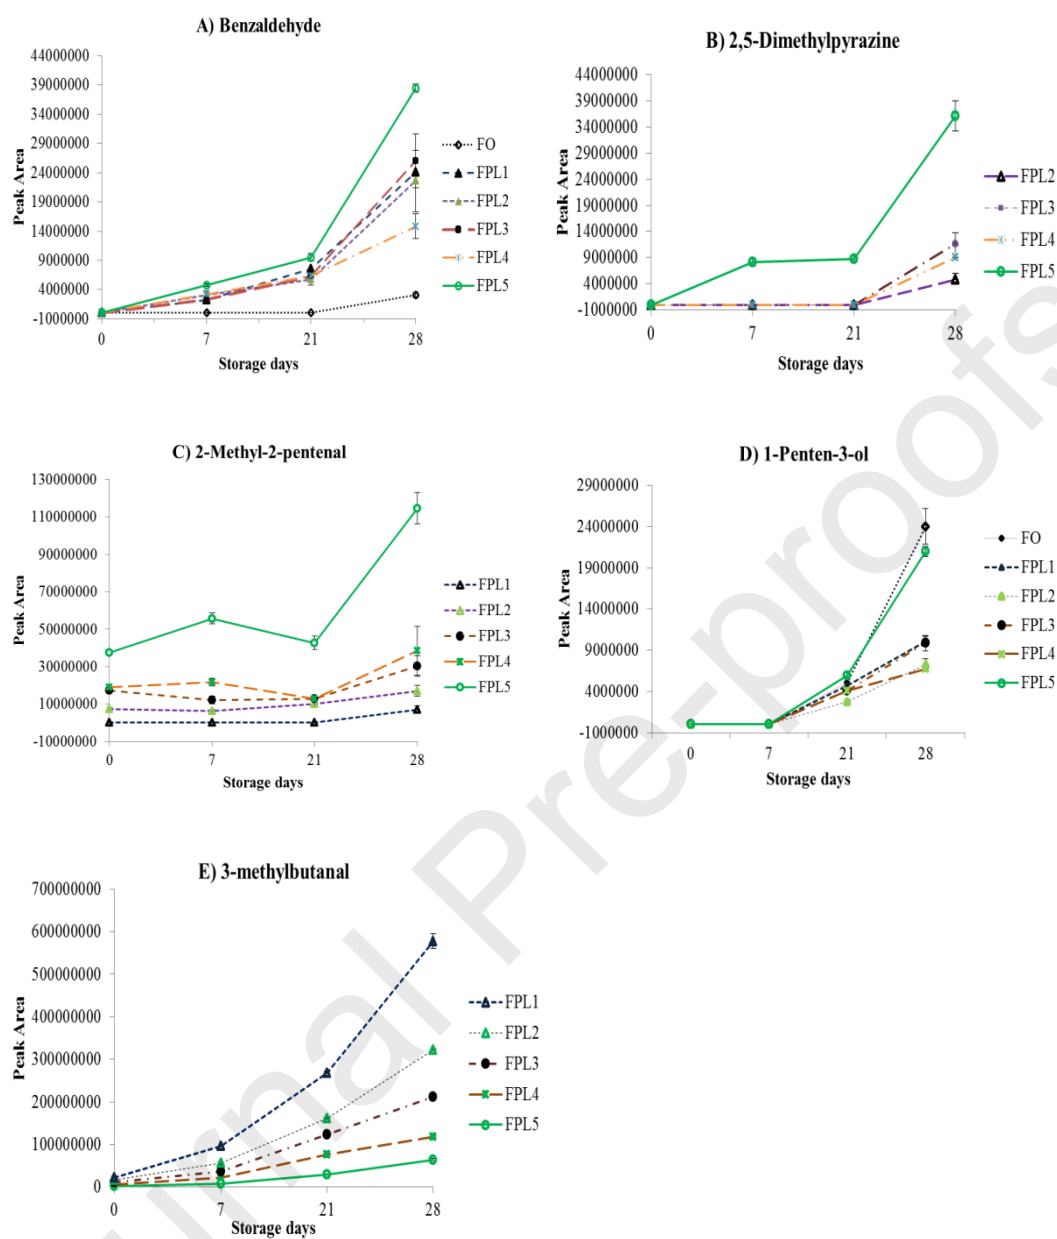 A) Benzaldehyde
44000000
39000000
34000000
29000000
24000000
19000000
14000000
9000000
4000000
-1000000
Peak Area
0 7 21 28
Storage days
FO
FPL1
FPL2
FPL3
FPL4
FPL5
B) 2,5-Dimethylpyrazine
44000000
39000000
34000000
29000000
24000000
19000000
14000000
9000000
4000000
-1000000
Peak Area
0 7 21 28
Storage days
FPL2
FPL3
FPL4
FPL5
C) 2-Methyl-2-pentenal
130000000
110000000
90000000
70000000
50000000
30000000
10000000
-10000000
Peak Area
0 7 21 28
Storage days
FPL1
FPL2
FPL3
FPL4
FPL5
D) 1-Penten-3-ol
29000000
24000000
19000000
14000000
9000000
4000000
-1000000
Peak Area
0 7 21 28
Storage days
FO
FPL1
FPL2
FPL3
FPL4
FPL5
E) 3-methylbutanal
700000000
600000000
500000000
400000000
300000000
200000000
100000000
0
Peak Area
0 7 21 28
Storage days
FPL1
FPL2
FPL3
FPL4
FPL5
urnal Pre-proofs